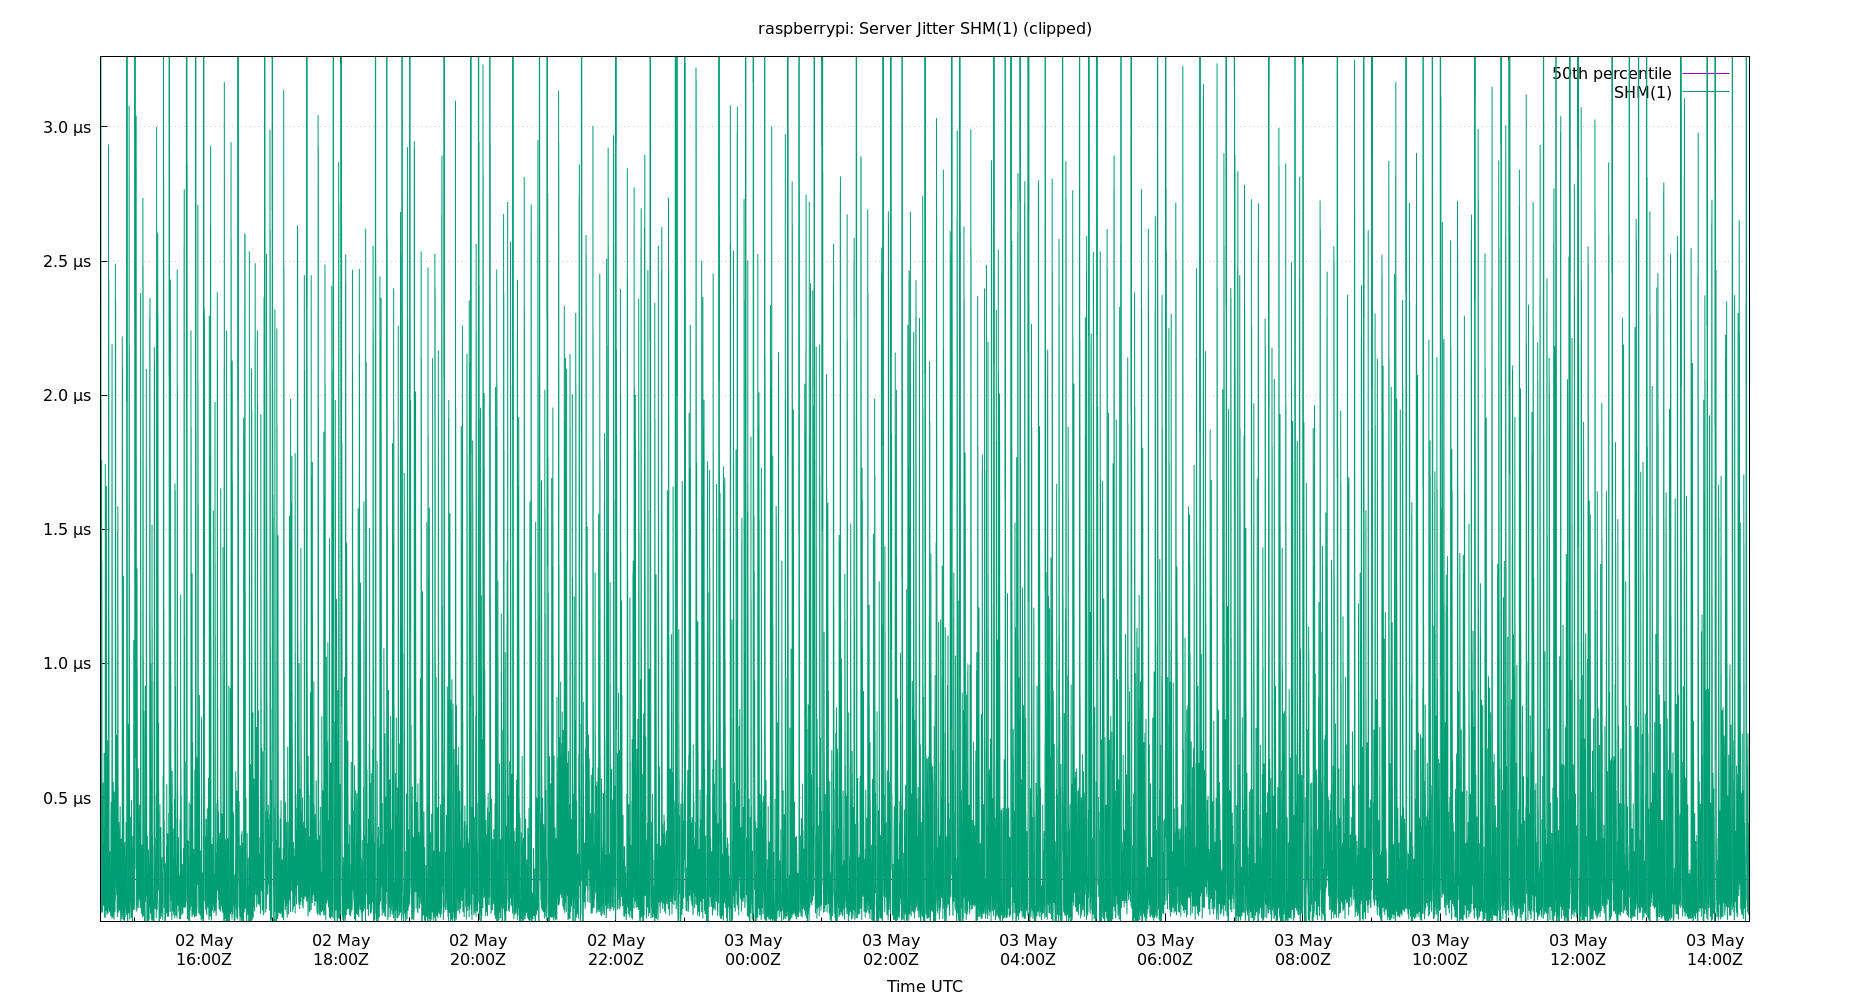 raspberrypi: Server Jitter SHM(1) (clipped)
50th percentile
SHM(1)
3.0 μs
2.5 μs
2.0 μs
1.5 μs
1.0 μs
0.5 μs
02 May 02 May 02 May 02 May 03 May 03 May 03 May 03 May 03 May 03 May 03 May 03 May
16:00Z 18:00Z 20:00Z 22:00Z 00:00Z 02:00Z 04:00Z 06:00Z 08:00Z 10:00Z 12:00Z 14:00Z
Time UTC